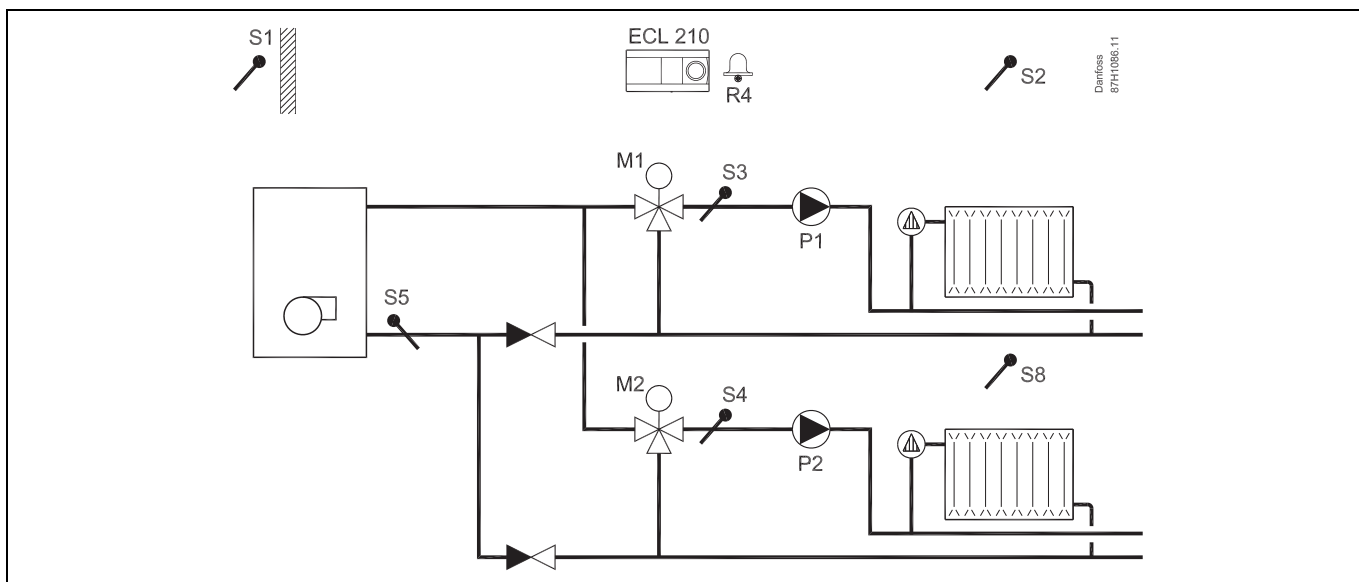 S1
ECL 210
R4
S2
Danfoss
87H1086.11
M1
S3
P1
S5
S8
M2
S4
P2